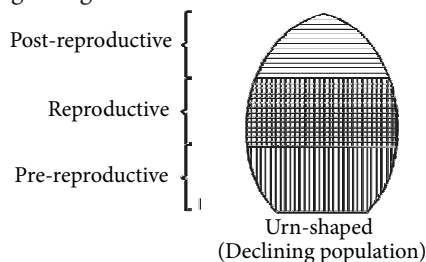 Post-reproductive
Reproductive
Pre-reproductive
Urn-shaped
(Declining population)